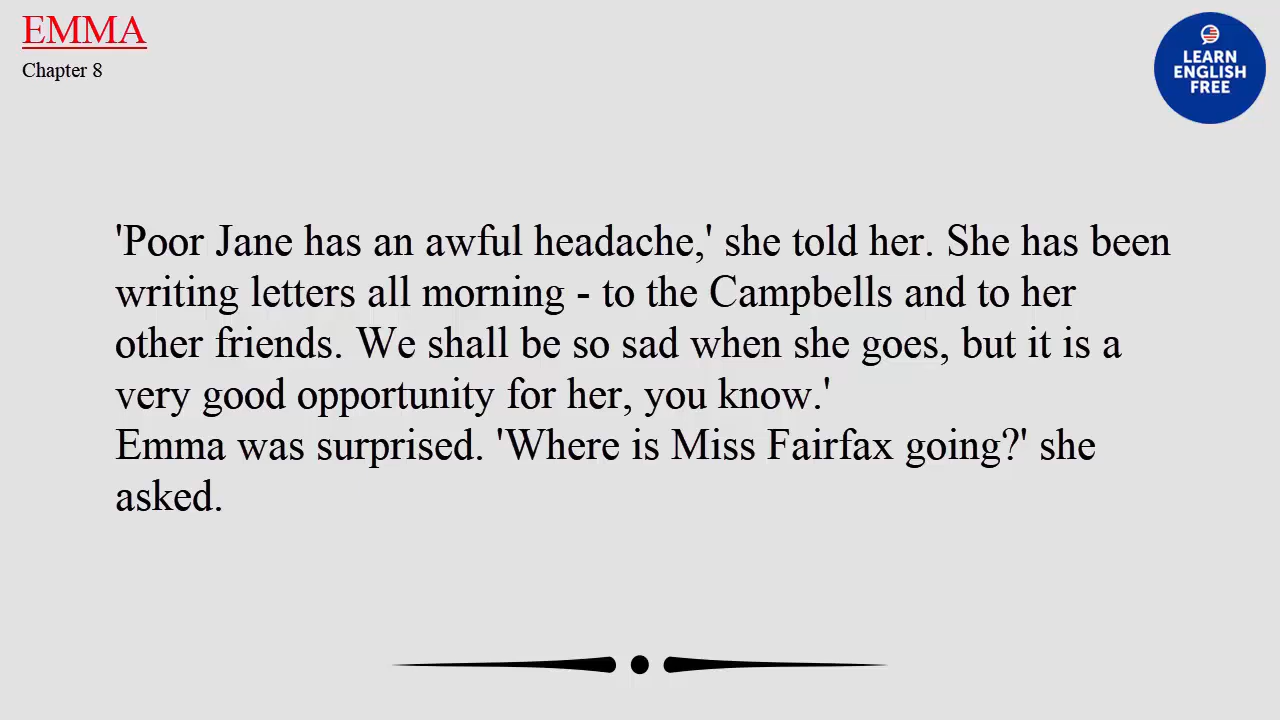 EMMA
Chapter 8
LEARN
ENGLISH
FREE
'Poor Jane has an awful headache,' she told her. She has been
writing letters all morning - to the Campbells and to her
other friends. We shall be so sad when she goes, but it is a
very good opportunity for her, you know.'
Emma was surprised. 'Where is Miss Fairfax going?' she
asked.